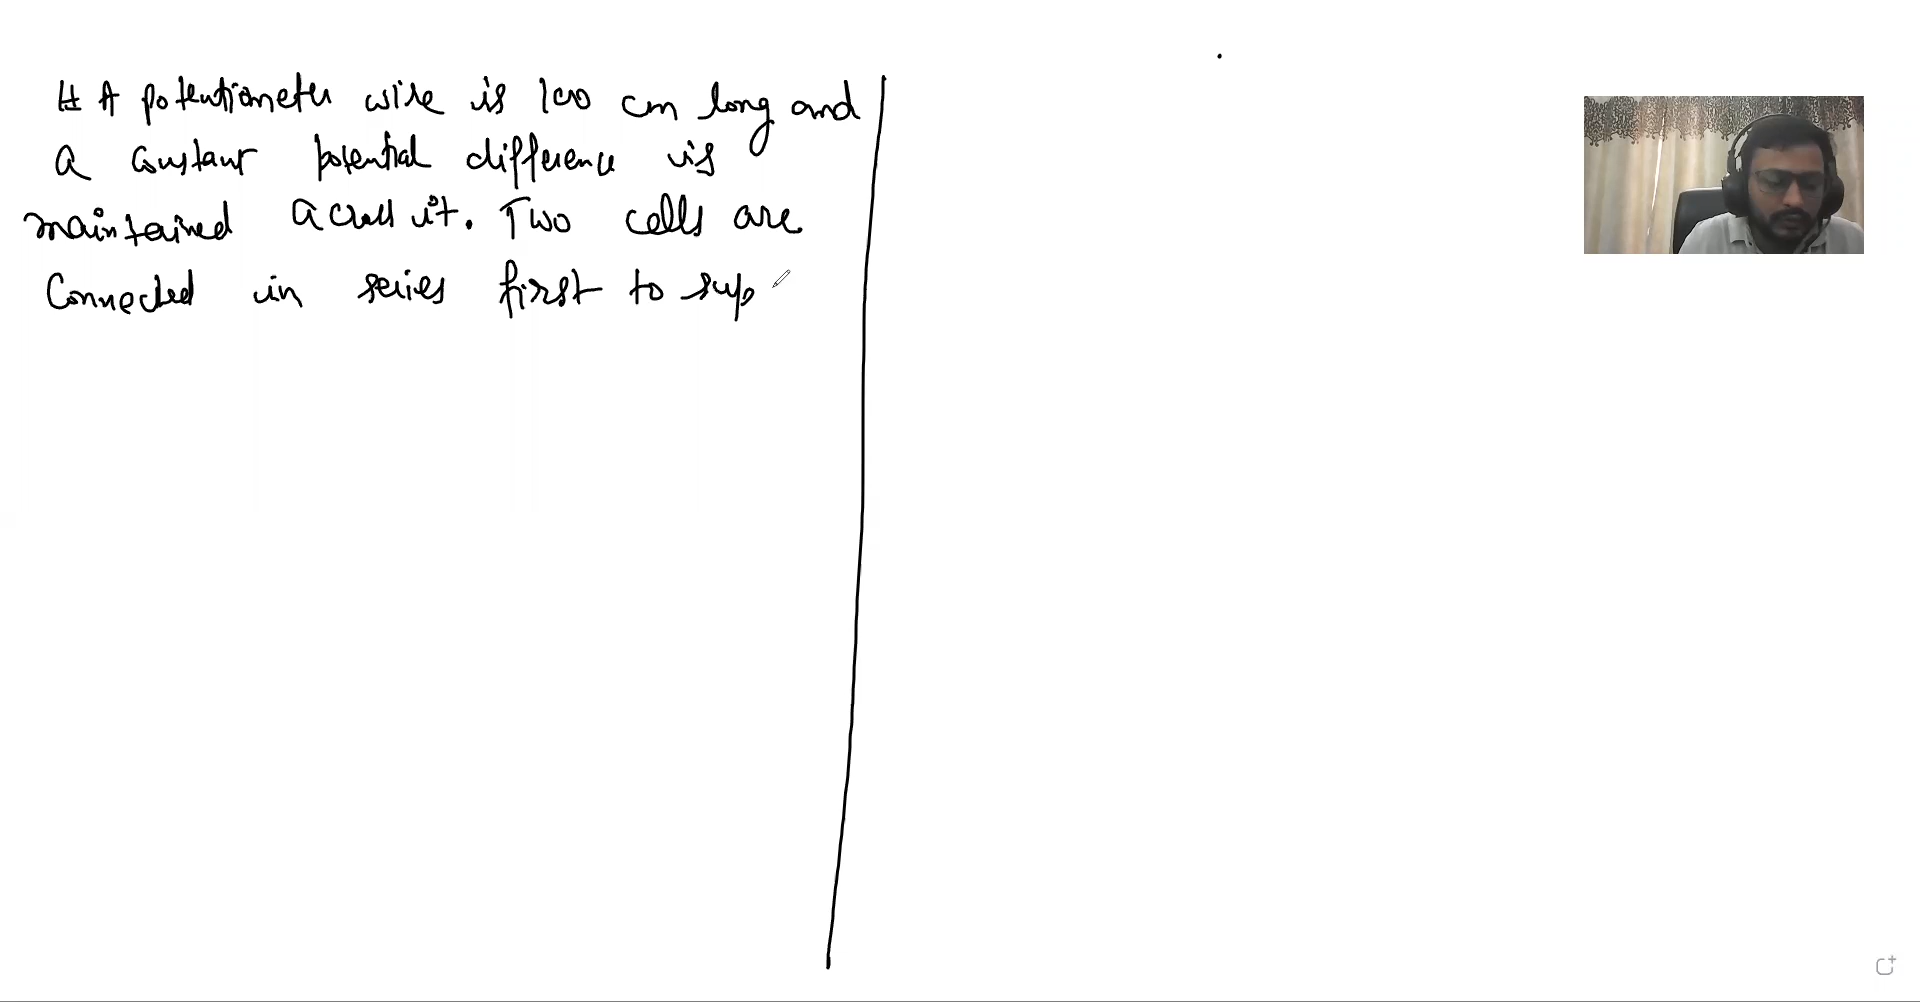 # A potentiometer wire is 100 cm long and
a constant potential difference is
maintained across it. Two cells are
Connected in series first to sup